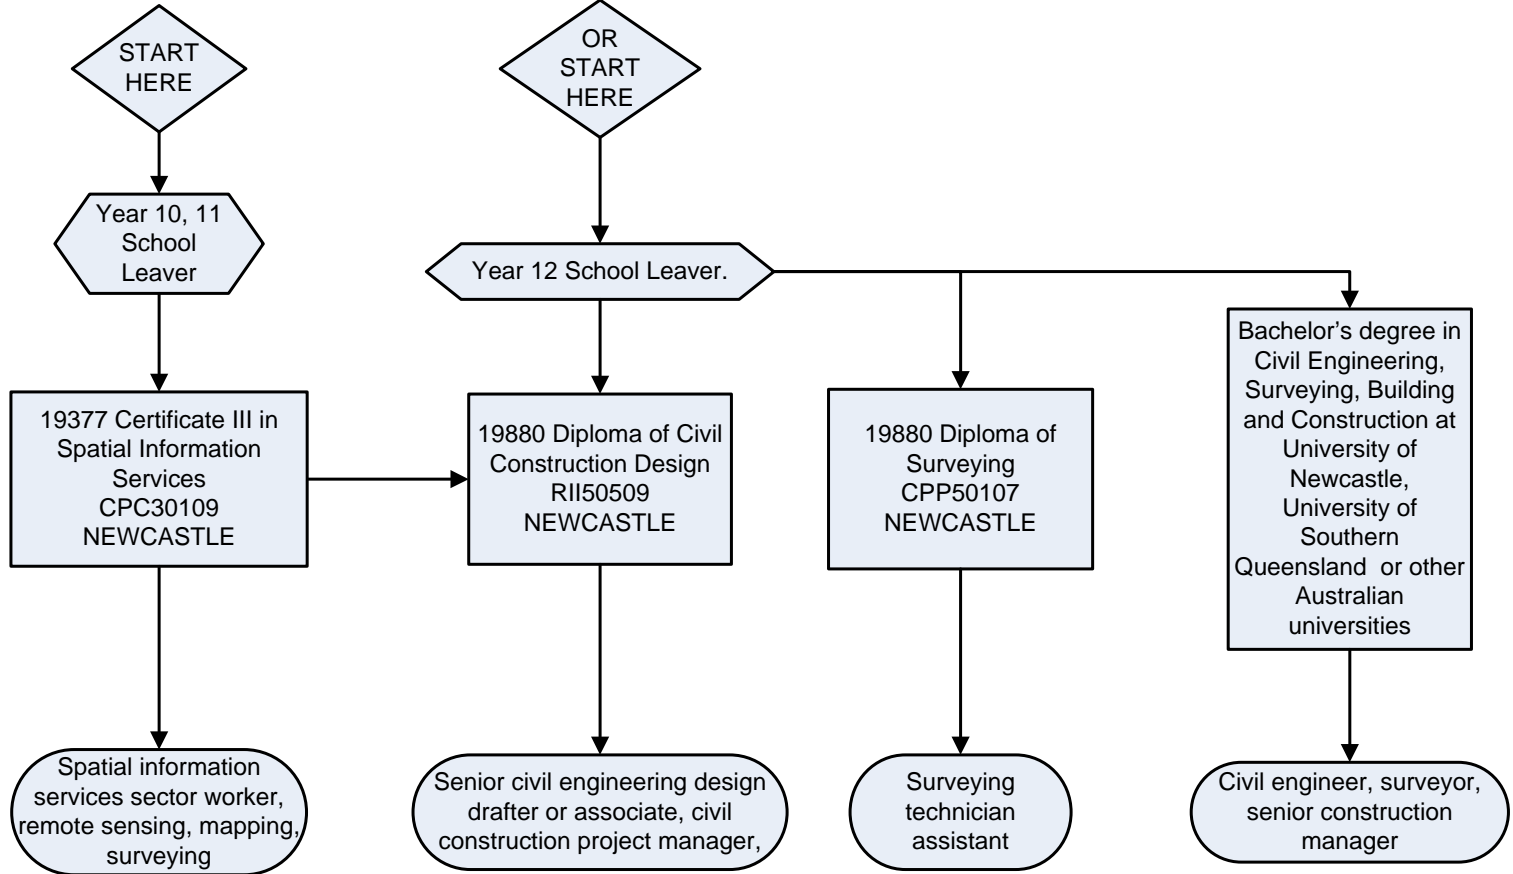 START
HERE
OR
START
HERE
Year 10, 11
School
Leaver
Year 12 School Leaver.
19377 Certificate III in
Spatial Information
Services
CPC30109
NEWCASTLE
19880 Diploma of Civil
Construction Design
RII50509
NEWCASTLE
19880 Diploma of
Surveying
CPP50107
NEWCASTLE
Bachelor’s degree in
Civil Engineering,
Surveying, Building
and Construction at
University of
Newcastle,
University of
Southern
Queensland or other
Australian
universities
Spatial information
services sector worker,
remote sensing, mapping,
surveying
Senior civil engineering design
drafter or associate, civil
construction project manager,
Surveying
technician
assistant
Civil engineer, surveyor,
senior construction
manager